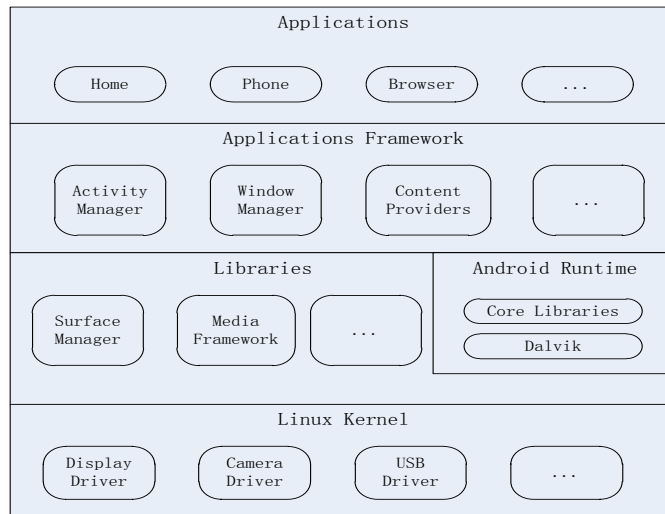 Applications
Home
Phone
Browser
...
Applications Framework
Activity
Manager
Window
Manager
Content
Providers
...
Libraries
Surface
Manager
Media
Framework
...
Android Runtime
Core Libraries
Dalvik
Linux Kernel
Display
Driver
Camera
Driver
USB
Driver
...